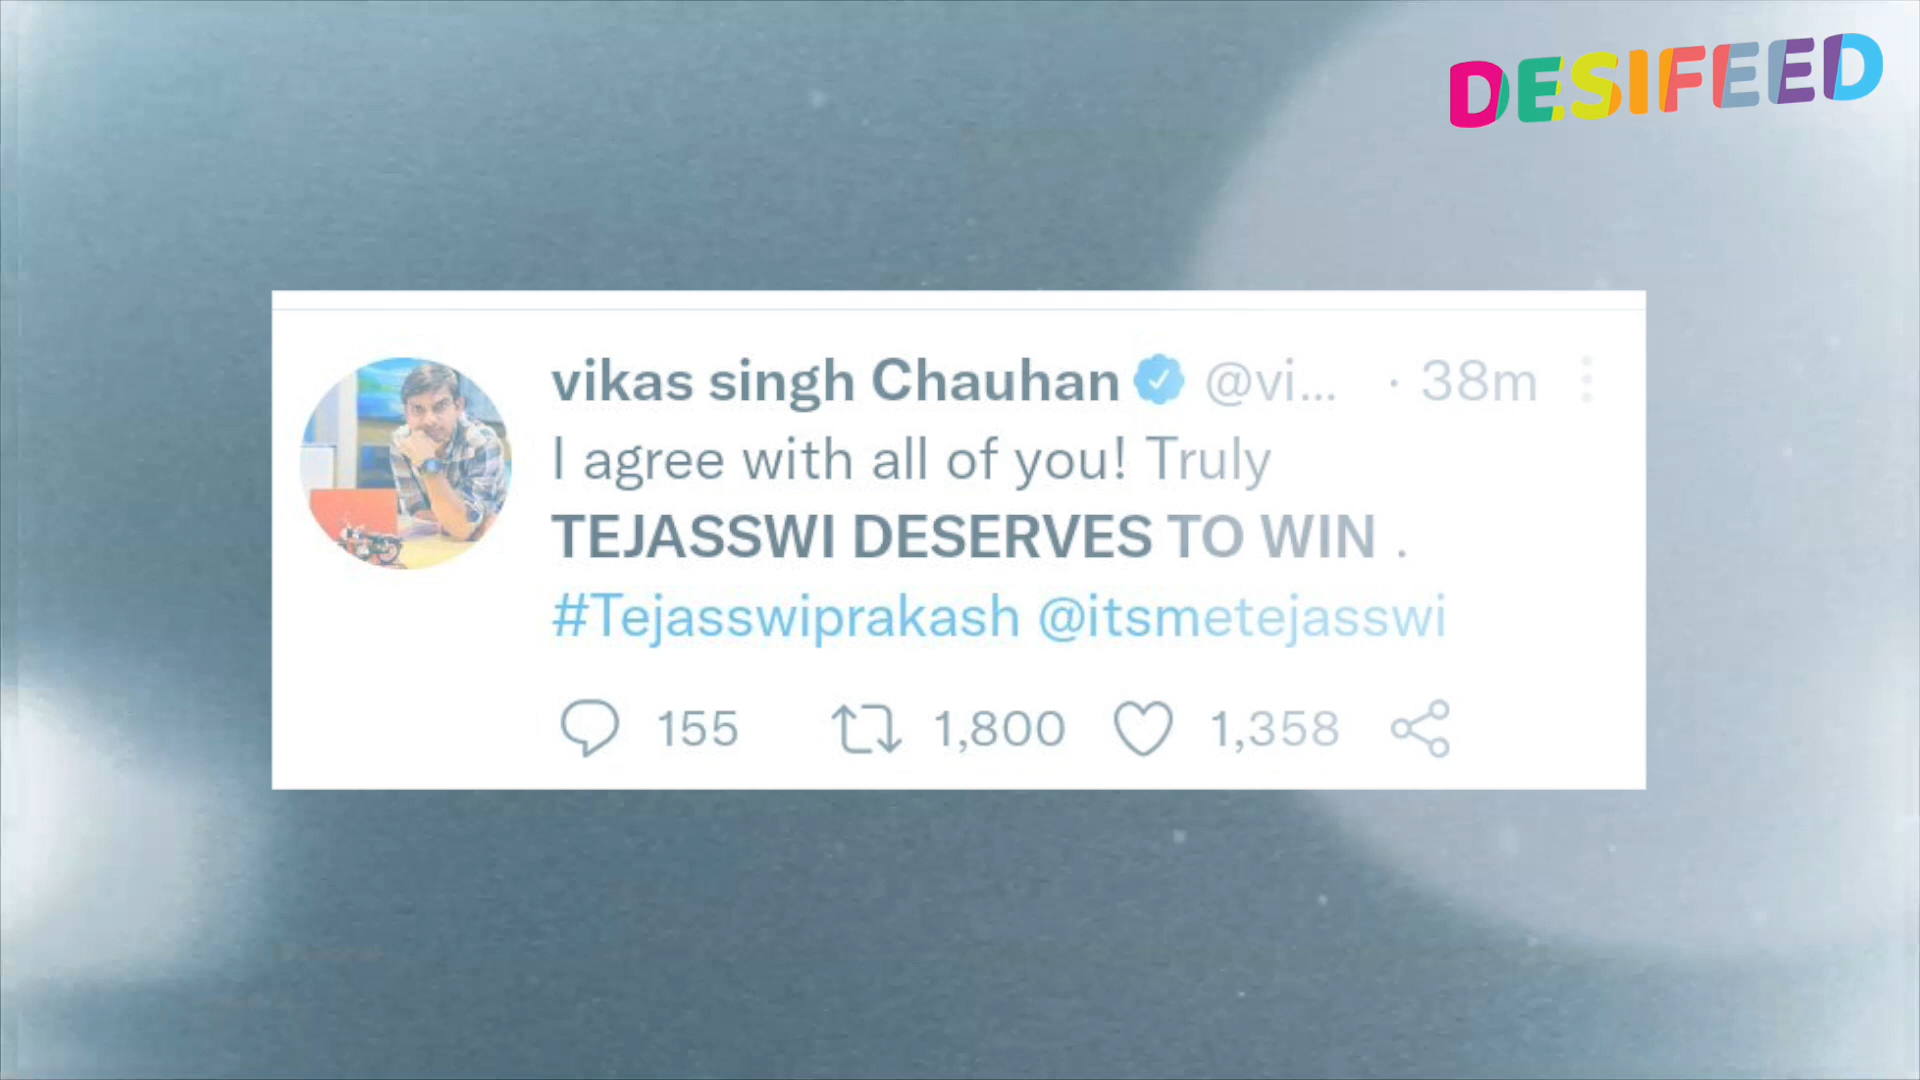 DESIFEED
vikas singh Chauhan @vi... · 38m
I agree with all of you! Truly
TEJASSWI DESERVES TO WIN .
#Tejasswiprakash @itsmetejasswi
155 1,800 1,358